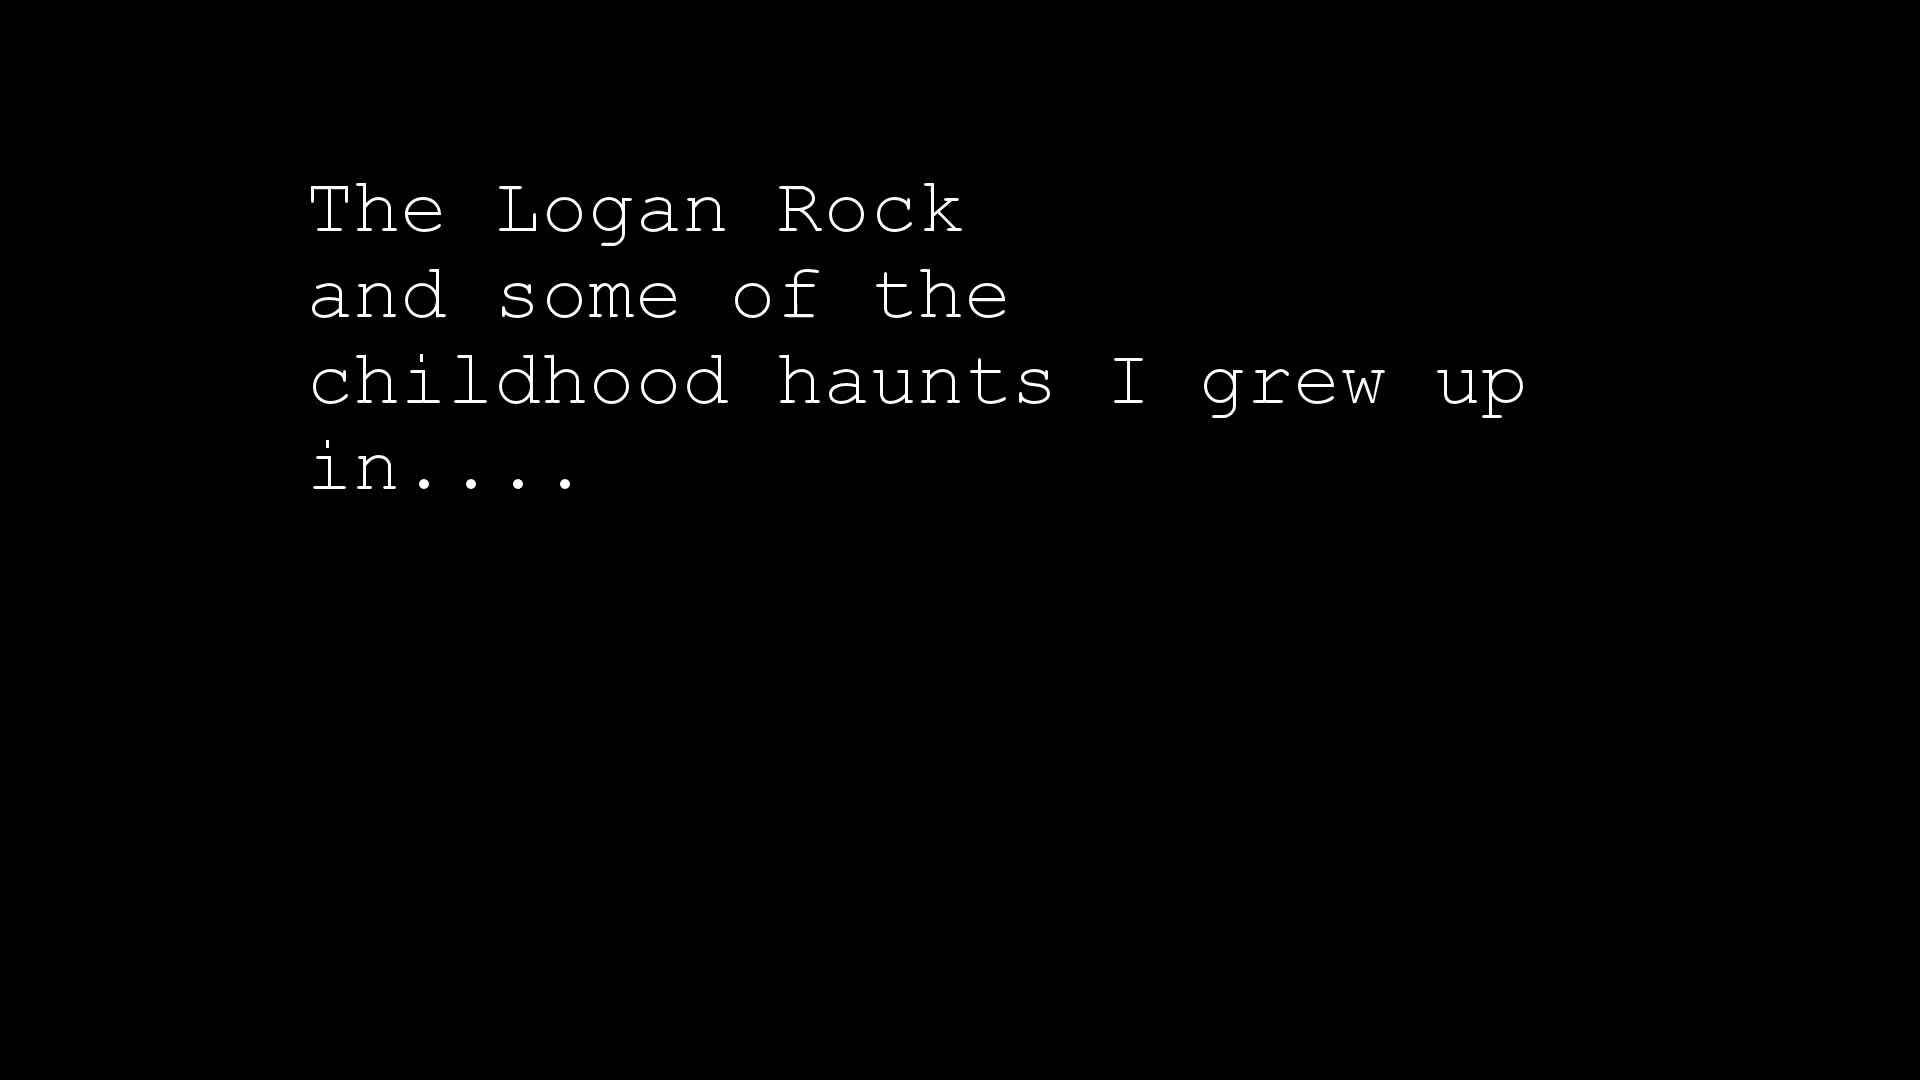 The Logan Rock
and some of the
childhood haunts I grew up
in....